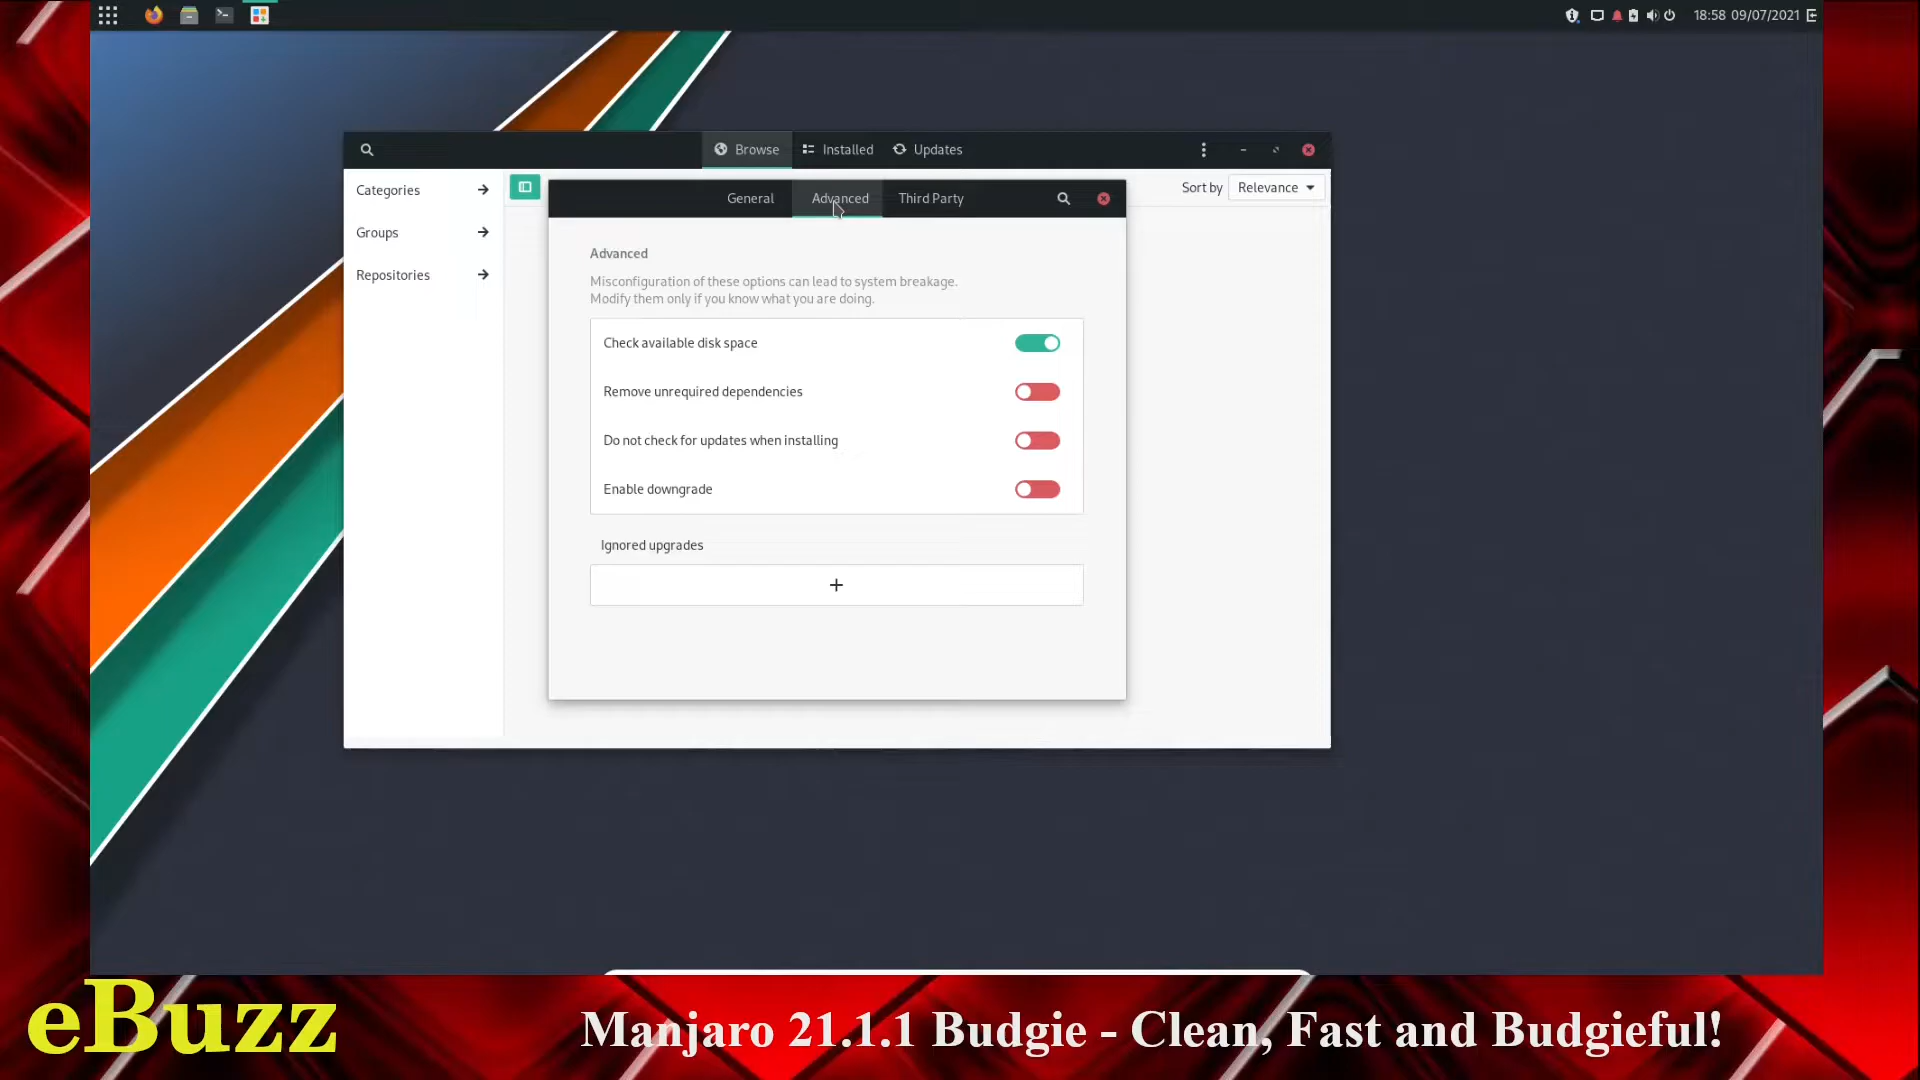 18:58 09/07/2021
Browse
Installed
Updates
Categories
Groups
Repositories
Sort by
Relevance
General
Advanced
Third Party
Advanced
Misconfiguration of these options can lead to system breakage.
Modify them only if you know what you are doing.
Check available disk space
Remove unrequired dependencies
Do not check for updates when installing
Enable downgrade
Ignored upgrades
+
eBuzz
Manjaro 21.1.1 Budgie - Clean, Fast and Budgieful!